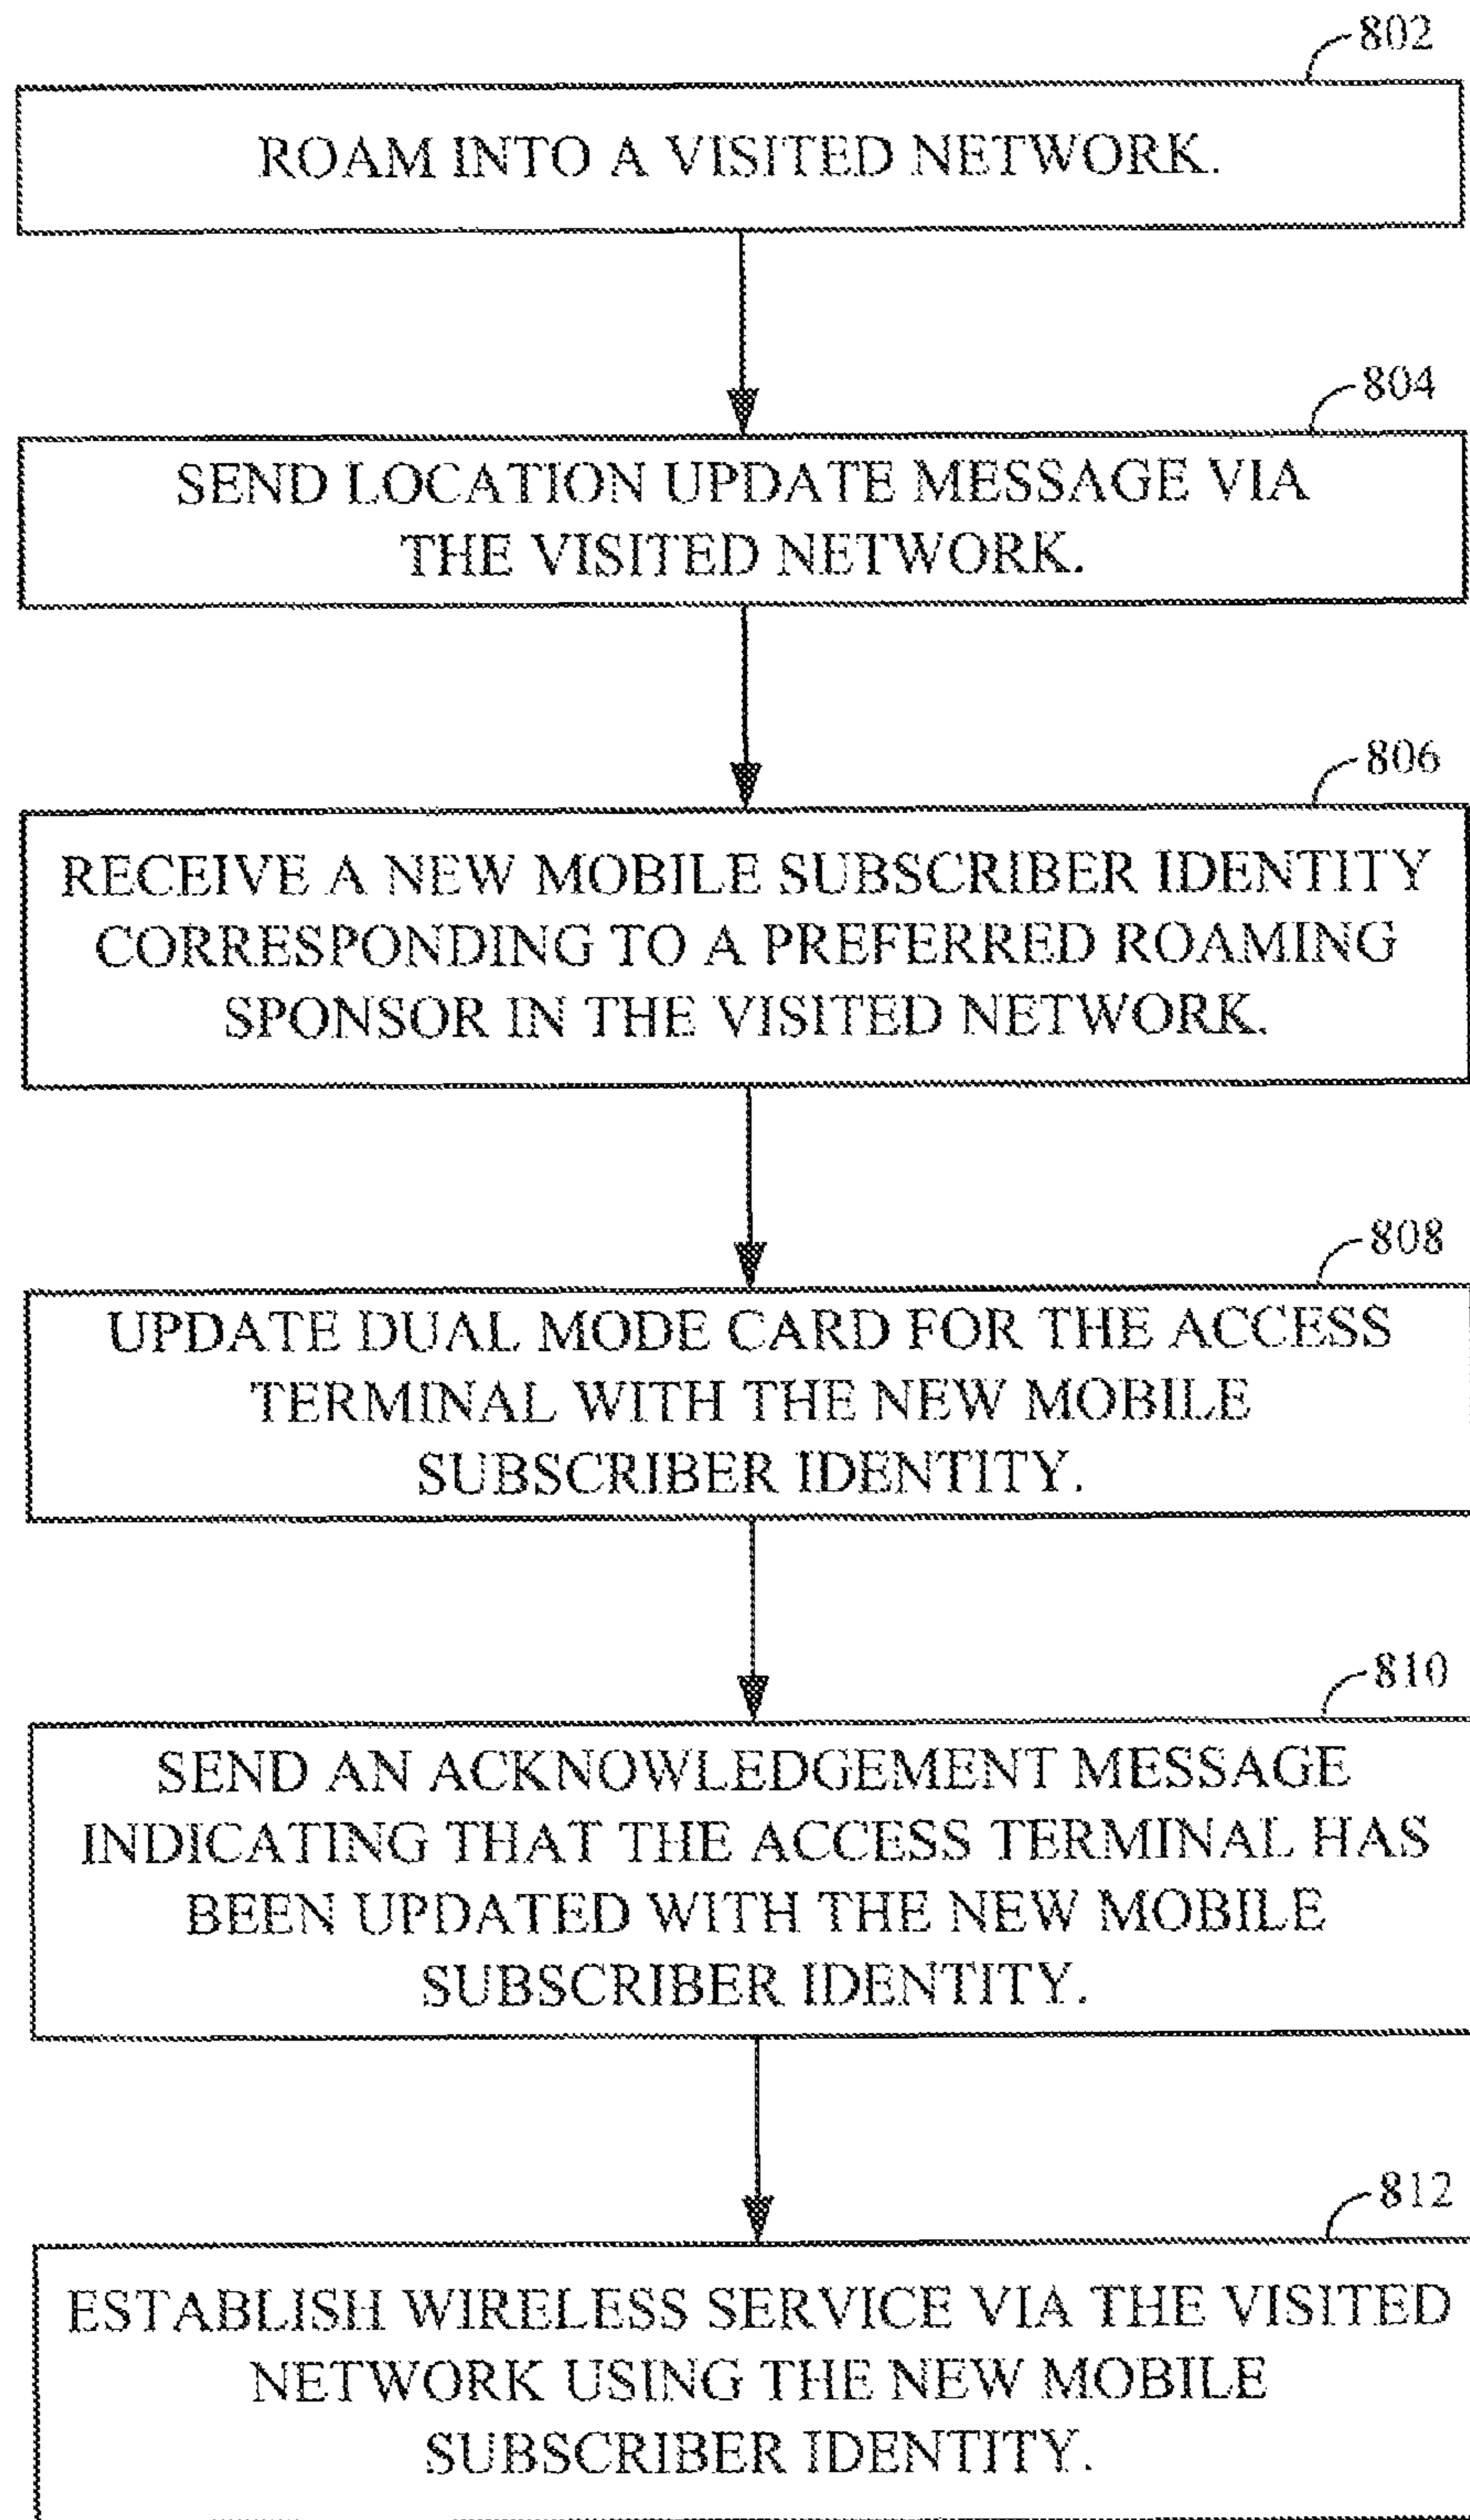 802
ROAM INTO A VISITED NETWORK.
804
SEND LOCATION UPDATE MESSAGE VIA
THE VISITED NETWORK.
806
RECEIVE A NEW MOBILE SUBSCRIBER IDENTITY
CORRESPONDING TO A PREFERRED ROAMING
SPONSOR IN THE VISITED NETWORK.
808
UPDATE DUAL MODE CARD FOR THE ACCESS
TERMINAL WITH THE NEW MOBILE
SUBSCRIBER IDENTITY.
810
SEND AN ACKNOWLEDGEMENT MESSAGE
INDICATING THAT THE ACCESS TERMINAL HAS
BEEN UPDATED WITH THE NEW MOBILE
SUBSCRIBER IDENTITY.
812
ESTABLISH WIRELESS SERVICE VIA THE VISITED
NETWORK USING THE NEW MOBILE
SUBSCRIBER IDENTITY.